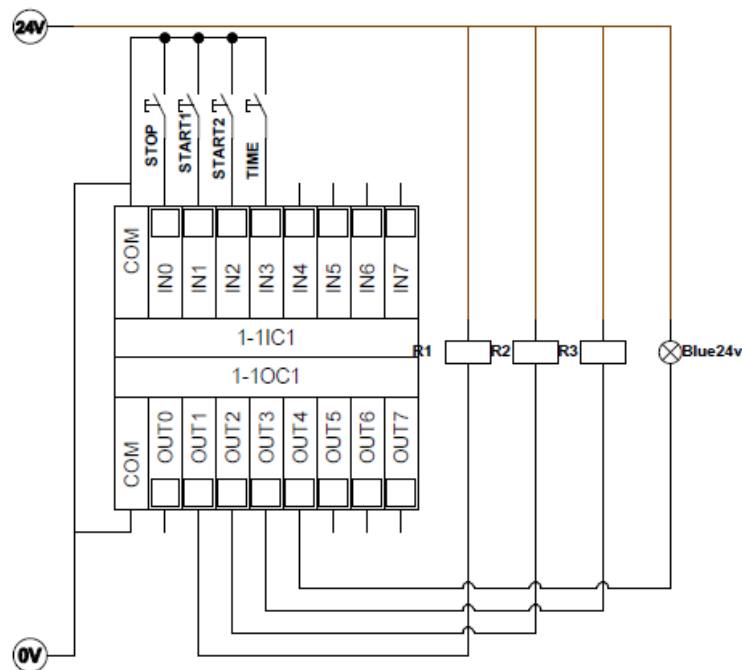 24V
STOP
START1
START2
TIME
COM
IN0
IN1
IN2
IN3
IN4
IN5
IN6
IN7
1-1IC1
R1
R2
R3
Blue24v
1-1OC1
COM
OUT0
OUT1
OUT2
OUT3
OUT4
OUT5
OUT6
OUT7
0V